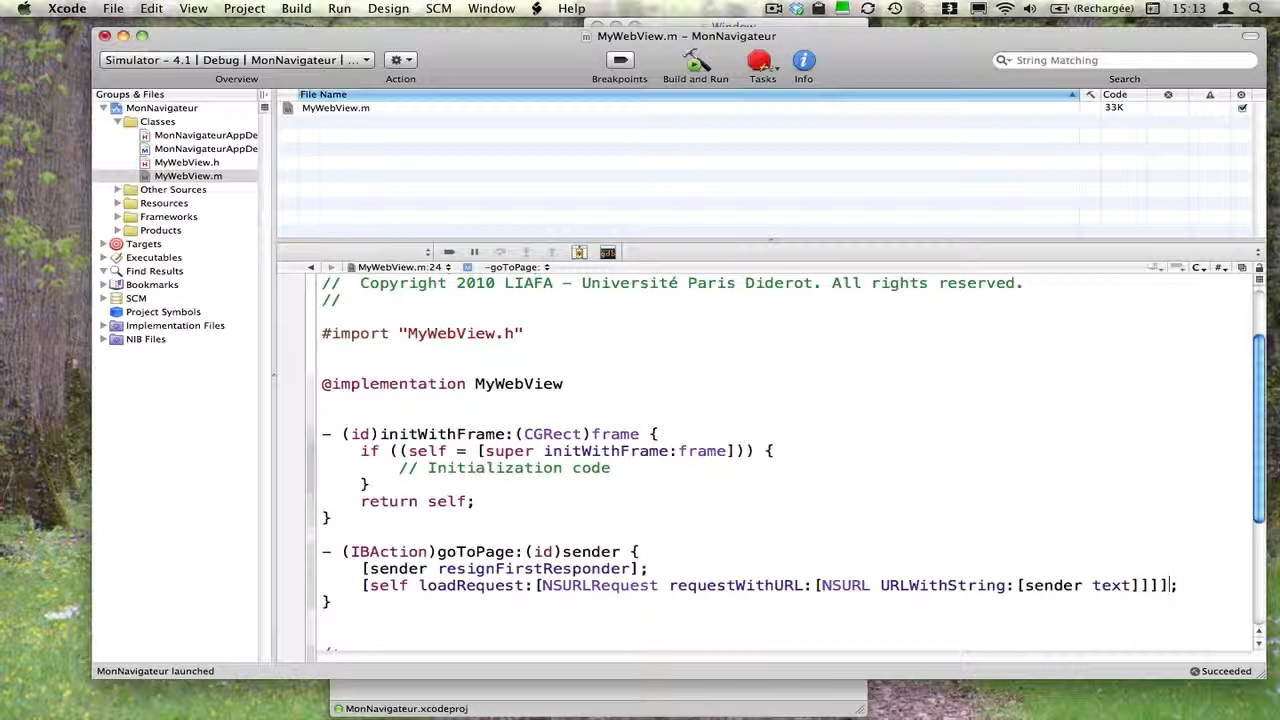 Xcode File Edit View Project Build Run Design SCM Window Help (Rechargée) 15:13
Window
MyWebView.m – MonNavigateur
Simulator - 4.1 | Debug | MonNavigateur | ...
String Matching
Overview Action Breakpoints Build and Run Tasks Info Search
Groups & Files
File Name Code
MonNavigateur
MyWebView.m 33K
Classes
MonNavigateurAppDe
MonNavigateurAppDe
MyWebView.h
MyWebView.m
Other Sources
Resources
Frameworks
Products
Targets
Executables
Find Results
Bookmarks
SCM
Project Symbols
Implementation Files
NIB Files
gdb
MyWebView.m:24 -goToPage: C #
// Copyright 2010 LIAFA – Université Paris Diderot. All rights reserved.
//
#import "MyWebView.h"
@implementation MyWebView
- (id)initWithFrame:(CGRect)frame {
if ((self = [super initWithFrame:frame])) {
// Initialization code
}
return self;
}
- (IBAction)goToPage:(id)sender {
[sender resignFirstResponder];
[self loadRequest:[NSURLRequest requestWithURL:[NSURL URLWithString:[sender text]]]];
}
MonNavigateur launched Succeeded
MonNavigateur.xcodeproj